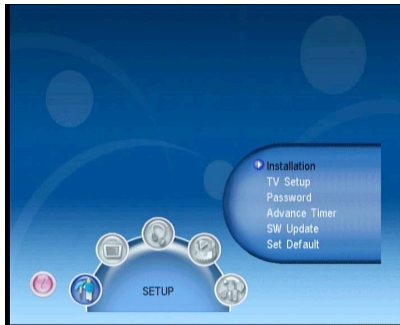 Installation
TV Setup
Password
Advance Timer
SW Update
Set Default
SETUP